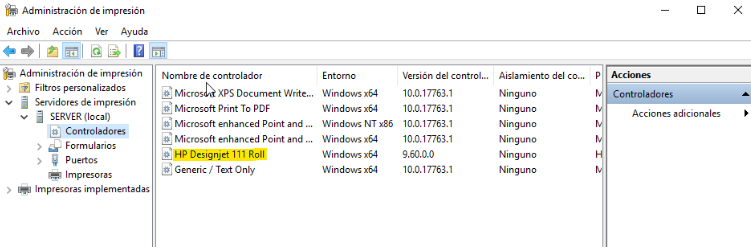 Administración de impresión
Archivo Acción Ver Ayuda
Administración de impresión
Filtros personalizados
Servidores de impresión
SERVER (local)
Controladores
Formularios
Puertos
Impresoras
Impresoras implementadas
Nombre de controlador Entorno Versión del control... Aislamiento del co... P
Microsoft XPS Document Write... Windows x64 10.0.17763.1 Ninguno M
Microsoft Print To PDF Windows x64 10.0.17763.1 Ninguno M
Microsoft enhanced Point and ... Windows NT x86 10.0.17763.1 Ninguno M
Microsoft enhanced Point and ... Windows x64 10.0.17763.1 Ninguno M
HP Designjet 111 Roll Windows x64 9.60.0.0 Ninguno H
Generic / Text Only Windows x64 10.0.17763.1 Ninguno M
Acciones
Controladores
Acciones adicionales